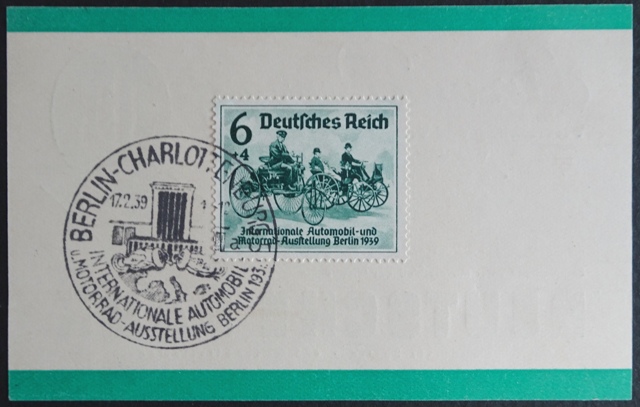 6
+4
Deutsches Reich
Internationale Automobil-und
Motorrad-Ausstellung Berlin 1939
BERLIN-CHARLOTTENBURG
17.2.39
a
INTERNATIONALE AUTOMOBIL
u. MOTORRAD-AUSSTELLUNG BERLIN 1939